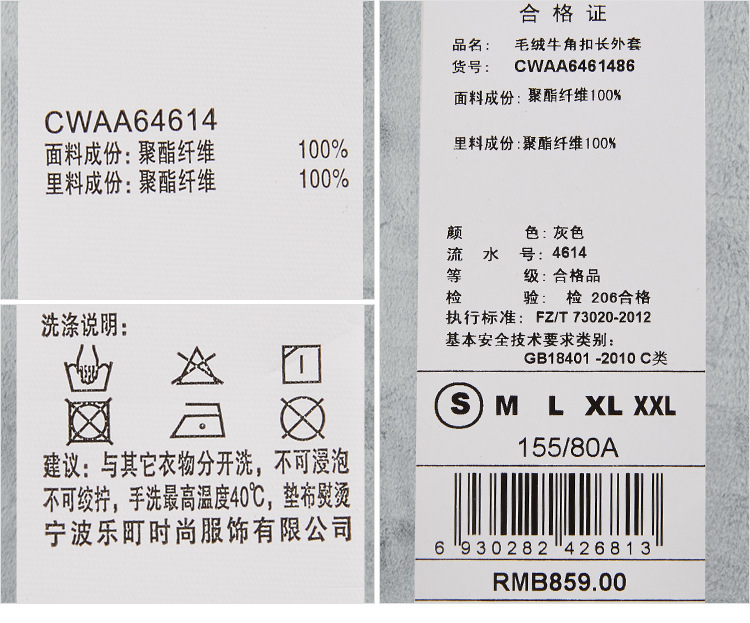 CWAA64614
面料成份：聚酯纤维 100%
里料成份：聚酯纤维 100%
洗涤说明：
建议：与其它衣物分开洗，不可浸泡
不可绞拧，手洗最高温度40℃，垫布熨烫
宁波乐町时尚服饰有限公司
合格证
品名： 毛绒牛角扣长外套
货号： CWAA6461486
面料成份：聚酯纤维100%
里料成份：聚酯纤维100%
颜 色：灰色
流水号：4614
等 级：合格品
检 验： 检 206合格
执行标准： FZ/T 73020-2012
基本安全技术要求类别：
GB18401 -2010 C类
S M L XL XXL
155/80A
6 930282 426813
RMB859.00